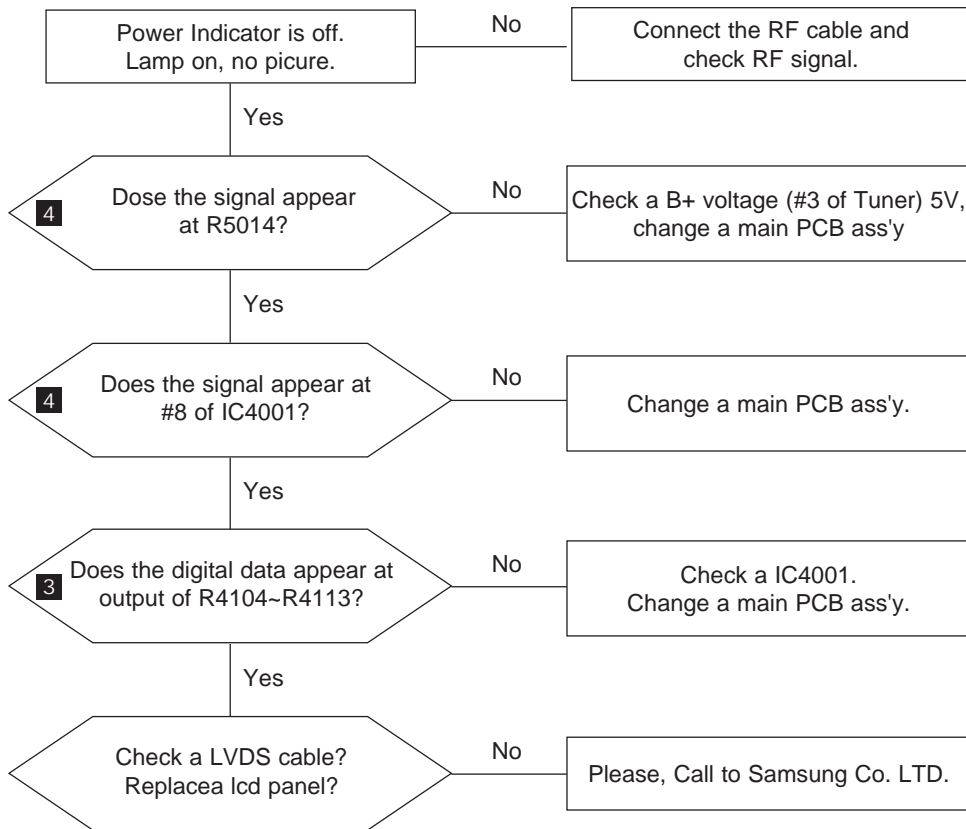 Power Indicator is off.
Lamp on, no picure.
No
Connect the RF cable and
check RF signal.
Yes
4
Dose the signal appear
at R5014?
No
Check a B+ voltage (#3 of Tuner) 5V,
change a main PCB ass'y
Yes
4
Does the signal appear at
#8 of IC4001?
No
Change a main PCB ass'y.
Yes
3
Does the digital data appear at
output of R4104~R4113?
No
Check a IC4001.
Change a main PCB ass'y.
Yes
Check a LVDS cable?
Replacea lcd panel?
No
Please, Call to Samsung Co. LTD.